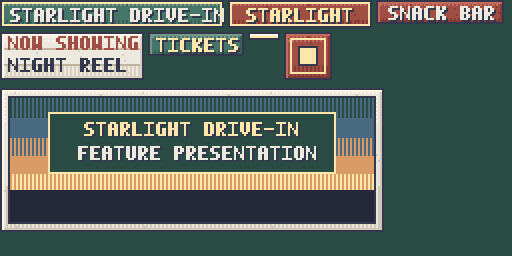 STARLIGHT DRIVE-IN
STARLIGHT
SNACK BAR
NOW SHOWING
NIGHT REEL
TICKETS
STARLIGHT DRIVE-IN
FEATURE PRESENTATION